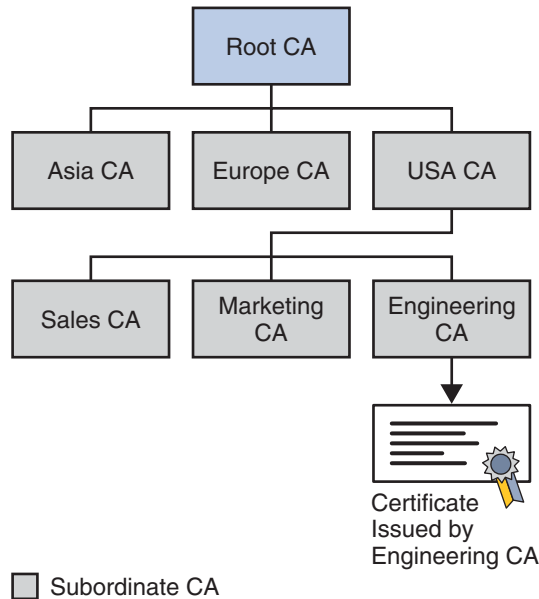 Root CA
Asia CA
Europe CA
USA CA
Sales CA
Marketing
CA
Engineering
CA
Certificate
Issued by
Engineering CA
Subordinate CA